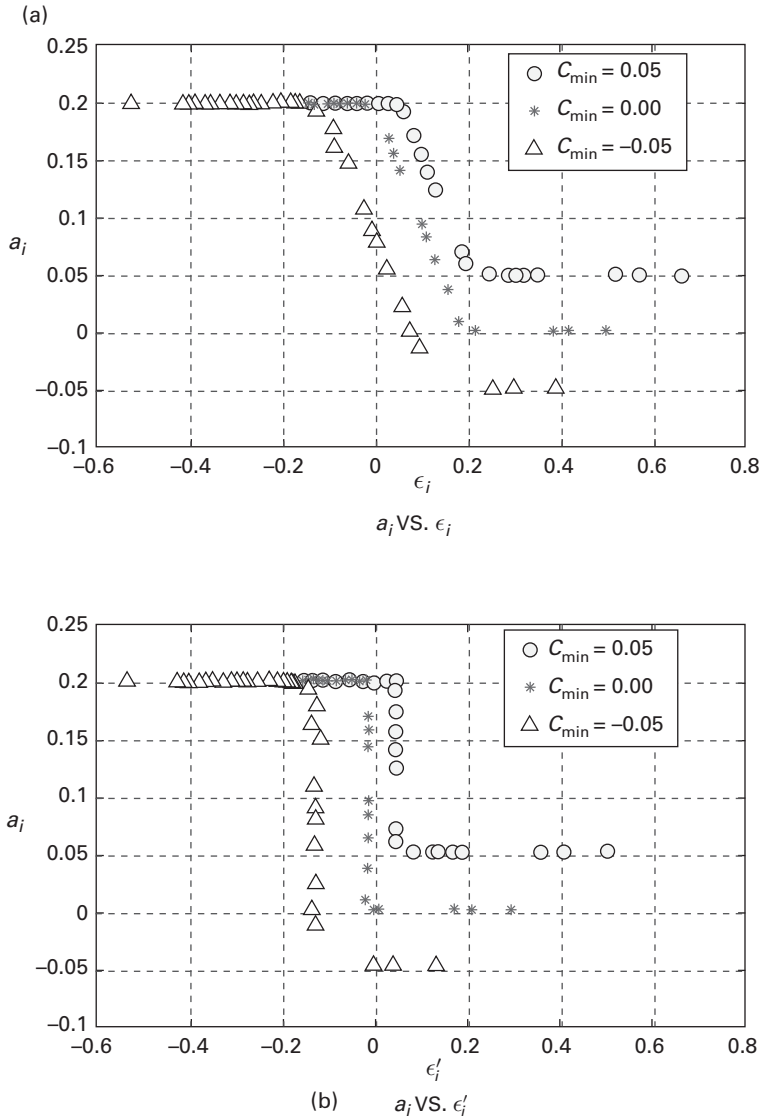 (a)
0.25
0.2
0.15
0.1
0.05
0
−0.05
−0.1
a_i
C_min = 0.05
C_min = 0.00
C_min = −0.05
−0.6 −0.4 −0.2 0 0.2 0.4 0.6 0.8
ϵ_i
a_i VS. ϵ_i
0.25
0.2
0.15
0.1
0.05
0
−0.05
−0.1
a_i
C_min = 0.05
C_min = 0.00
C_min = −0.05
−0.6 −0.4 −0.2 0 0.2 0.4 0.6 0.8
ϵ′_i
(b) a_i VS. ϵ′_i